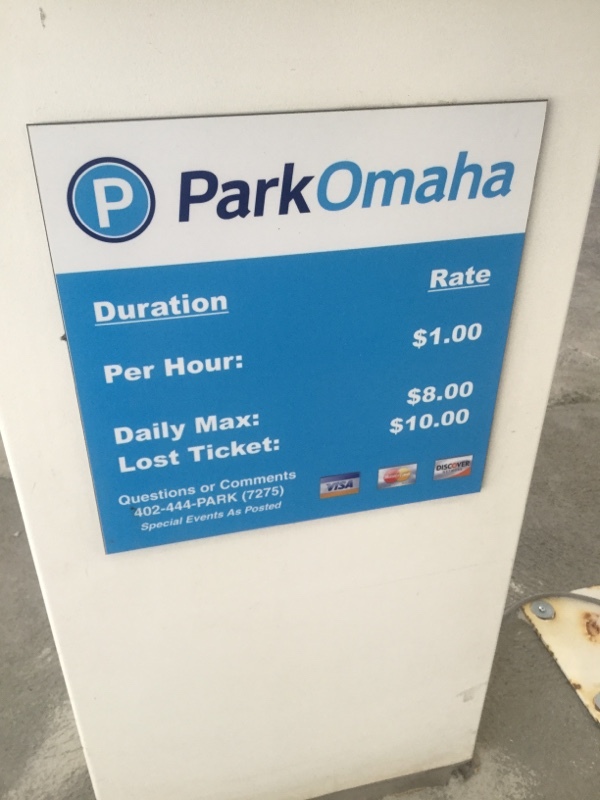 P ParkOmaha
Duration Rate
Per Hour: $1.00
Daily Max: $8.00
Lost Ticket: $10.00
Questions or Comments
402-444-PARK (7275)
Special Events As Posted
VISA MasterCard DISCOVER